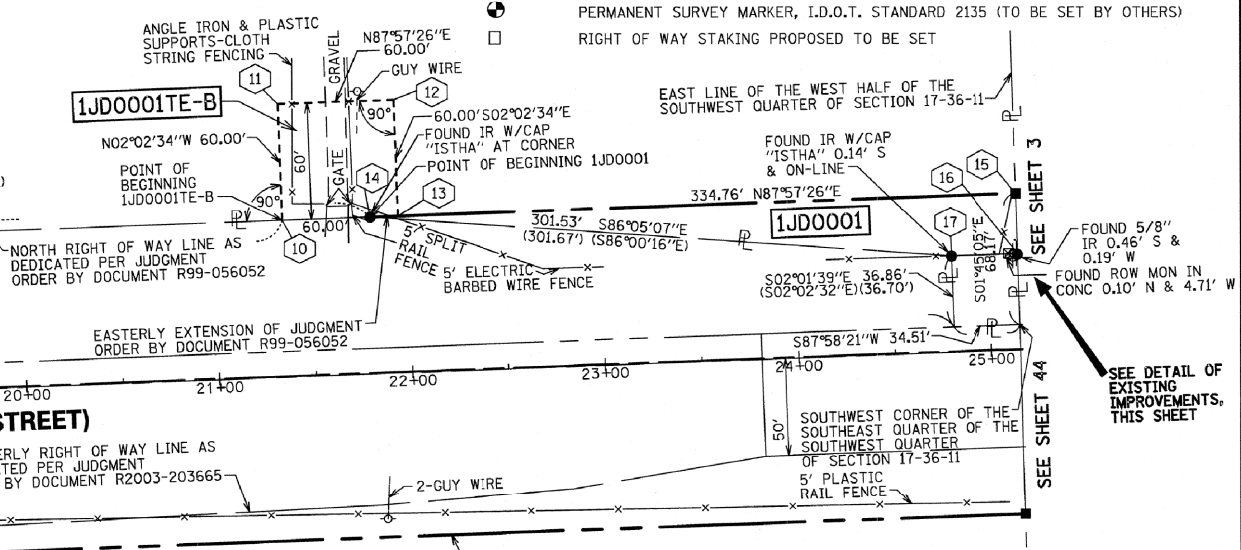 PERMANENT SURVEY MARKER, I.D.O.T. STANDARD 2135 (TO BE SET BY OTHERS)
RIGHT OF WAY STAKING PROPOSED TO BE SET
ANGLE IRON & PLASTIC
SUPPORTS-CLOTH
STRING FENCING
GRAVEL
N87°57'26"E
60.00'
GUY WIRE
11
12
1JD0001TE-B
90°
60.00'S02°02'34"E
FOUND IR W/CAP
"ISTHA" AT CORNER
POINT OF BEGINNING 1JD0001
N02°02'34"W 60.00'
60'
GATE
14
13
POINT OF
BEGINNING
1JD0001TE-B
90°
10
60.00'
EAST LINE OF THE WEST HALF OF THE
SOUTHWEST QUARTER OF SECTION 17-36-11
FOUND IR W/CAP
"ISTHA" 0.14' S
& ON-LINE
15
16
17
SEE SHEET 3
334.76' N87°57'26"E
1JD0001
301.53' S86°05'07"E
(301.67') (S86°00'16"E)
5' SPLIT
RAIL
FENCE
5' ELECTRIC
BARBED WIRE FENCE
S01°45'05"E
68.17'
FOUND 5/8"
IR 0.46' S &
0.19' W
FOUND ROW MON IN
CONC 0.10' N & 4.71' W
S02°01'39"E 36.86'
(S02°02'32"E)(36.70')
NORTH RIGHT OF WAY LINE AS
DEDICATED PER JUDGMENT
ORDER BY DOCUMENT R99-056052
EASTERLY EXTENSION OF JUDGMENT
ORDER BY DOCUMENT R99-056052
S87°58'21"W 34.51'
20+00
21+00
22+00
23+00
24+00
25+00
SEE DETAIL OF
EXISTING
IMPROVEMENTS,
THIS SHEET
SEE SHEET 44
STREET)
50'
SOUTHWEST CORNER OF THE
SOUTHEAST QUARTER OF THE
SOUTHWEST QUARTER
OF SECTION 17-36-11
ERLY RIGHT OF WAY LINE AS
TED PER JUDGMENT
BY DOCUMENT R2003-203665
2-GUY WIRE
5' PLASTIC
RAIL FENCE